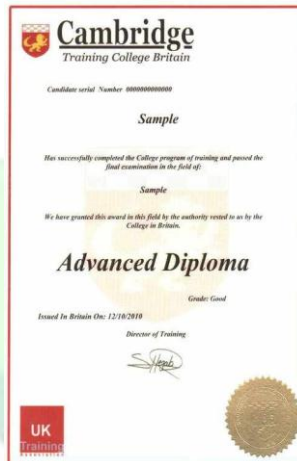 Cambridge
Training College Britain
Candidate serial Number 0000000000000
Sample
Has successfully completed the College program of training and passed the
final examination in the field of:
Sample
We have granted this award in this field by the authority vested to us by the
College in Britain.
Advanced Diploma
Grade: Good
Issued In Britain On: 12/10/2010
Director of Training
UK
Training